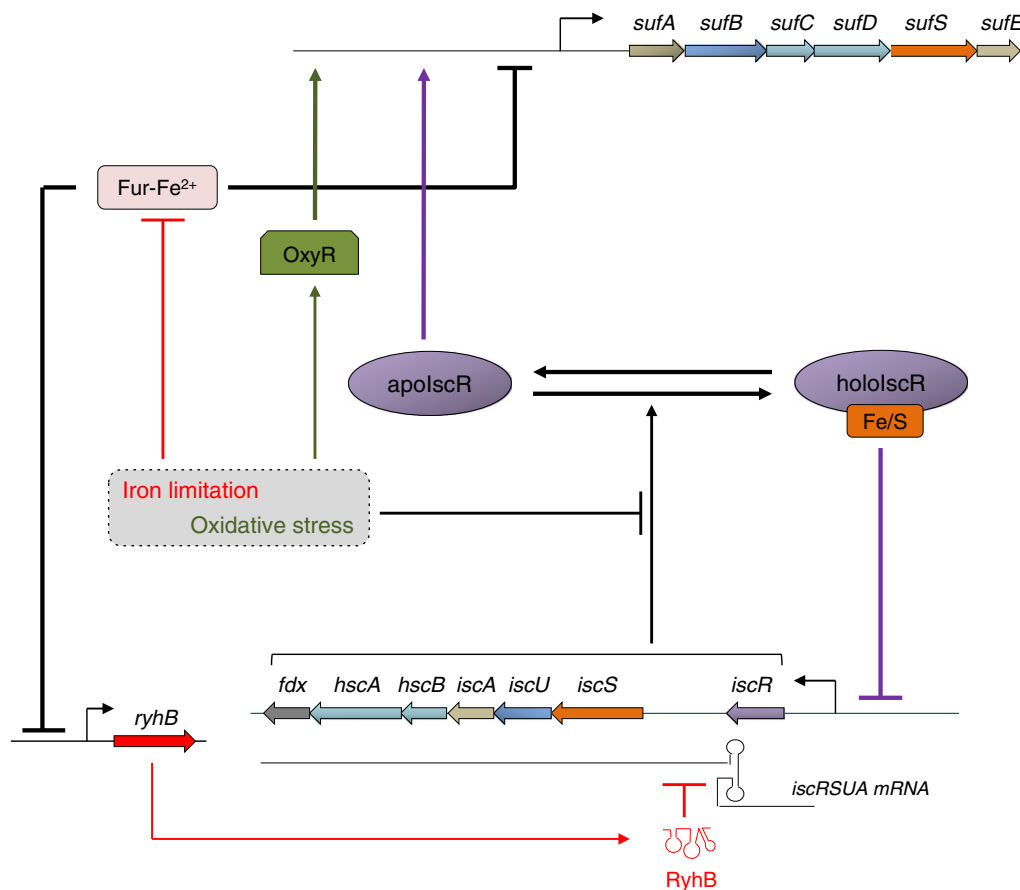 sufA sufB sufC sufD sufS sufE
Fur-Fe²⁺
OxyR
apoIscR
holoIscR
Fe/S
Iron limitation
Oxidative stress
fdx hscA hscB iscA iscU iscS iscR
ryhB
iscRSUA mRNA
RyhB